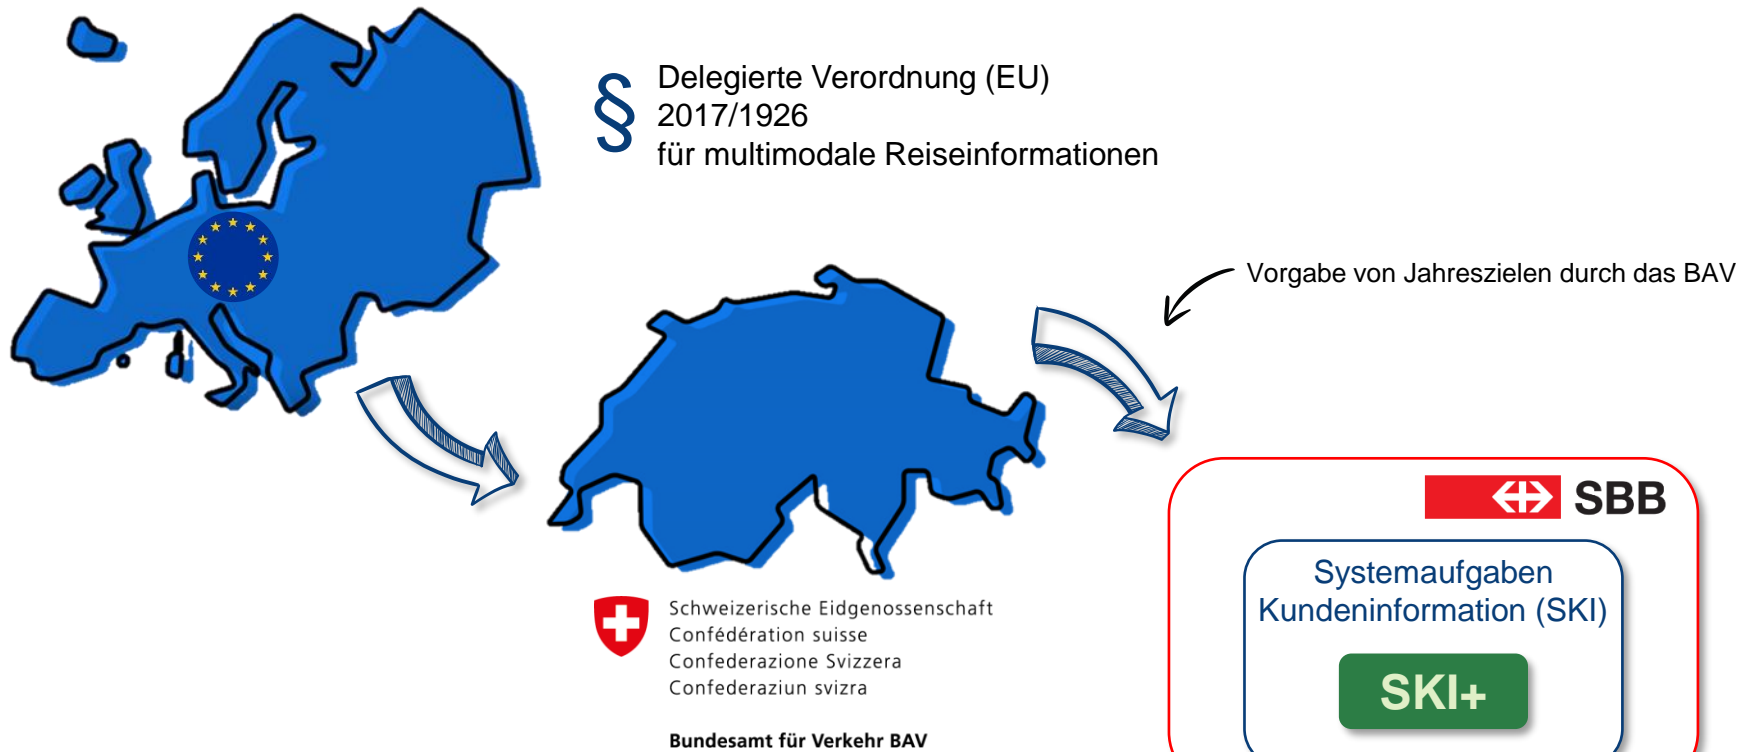 §
Delegierte Verordnung (EU)
2017/1926
für multimodale Reiseinformationen
Vorgabe von Jahreszielen durch das BAV
SBB
Systemaufgaben
Kundeninformation (SKI)
SKI+
Schweizerische Eidgenossenschaft
Confédération suisse
Confederazione Svizzera
Confederaziun svizra
Bundesamt für Verkehr BAV